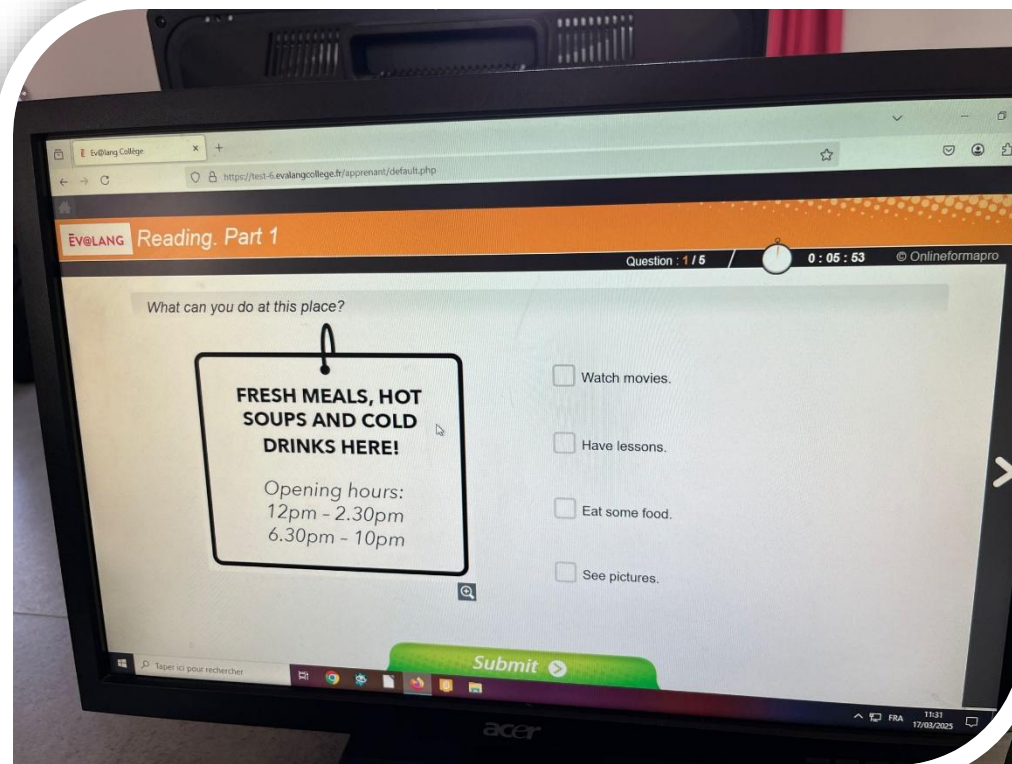 Ev@lang Collège
https://test-6.evalangcollege.fr/apprenant/default.php
EV@LANG Reading. Part 1
Question : 1 / 5
0 : 05 : 53
© Onlineformapro
What can you do at this place?
FRESH MEALS, HOT
SOUPS AND COLD
DRINKS HERE!
Opening hours:
12pm - 2.30pm
6.30pm - 10pm
Watch movies.
Have lessons.
Eat some food.
See pictures.
Submit
Taper ici pour rechercher
FRA
11:31
17/03/2025
acer